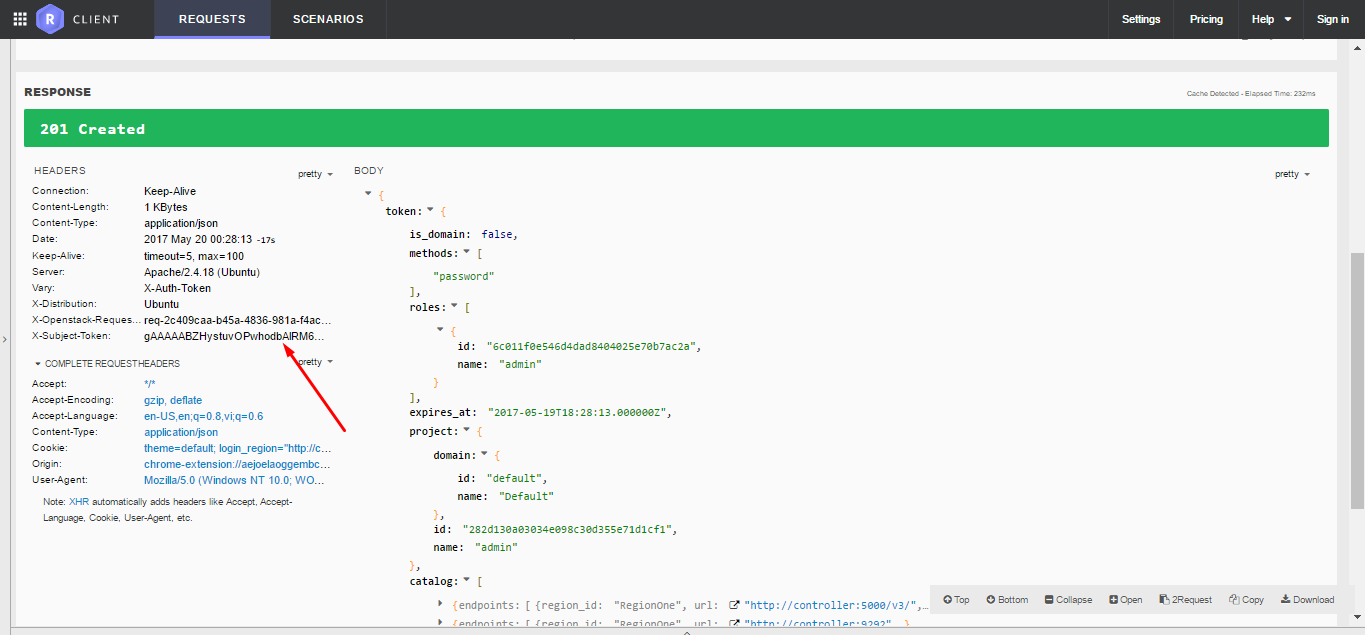 R CLIENT REQUESTS SCENARIOS Settings Pricing Help Sign in
RESPONSE
Cache Detected - Elapsed Time: 232ms
201 Created
HEADERS
pretty
Connection: Keep-Alive
Content-Length: 1 KBytes
Content-Type: application/json
Date: 2017 May 20 00:28:13 -17s
Keep-Alive: timeout=5, max=100
Server: Apache/2.4.18 (Ubuntu)
Vary: X-Auth-Token
X-Distribution: Ubuntu
X-Openstack-Reques... req-2c409caa-b45a-4836-981a-f4ac...
X-Subject-Token: gAAAAABZHystuvOPwhodbAlRM6...
COMPLETE REQUEST HEADERS
pretty
Accept: */*
Accept-Encoding: gzip, deflate
Accept-Language: en-US,en;q=0.8,vi;q=0.6
Content-Type: application/json
Cookie: theme=default; login_region="http://c...
Origin: chrome-extension://aejoelaoggembc...
User-Agent: Mozilla/5.0 (Windows NT 10.0; WO...
Note: XHR automatically adds headers like Accept, Accept-
Language, Cookie, User-Agent, etc.
BODY
pretty
{
token: {
is_domain: false,
methods: [
"password"
],
roles: [
{
id: "6c011f0e546d4dad8404025e70b7ac2a",
name: "admin"
}
],
expires_at: "2017-05-19T18:28:13.000000Z",
project: {
domain: {
id: "default",
name: "Default"
},
id: "282d130a03034e098c30d355e71d1cf1",
name: "admin"
},
catalog: [
{endpoints: [ {region_id: "RegionOne", url: "http://controller:5000/v3/",...
{endpoints: [ {region_id: "RegionOne", url: "http://controller:9292", }
Top Bottom Collapse Open 2Request Copy Download